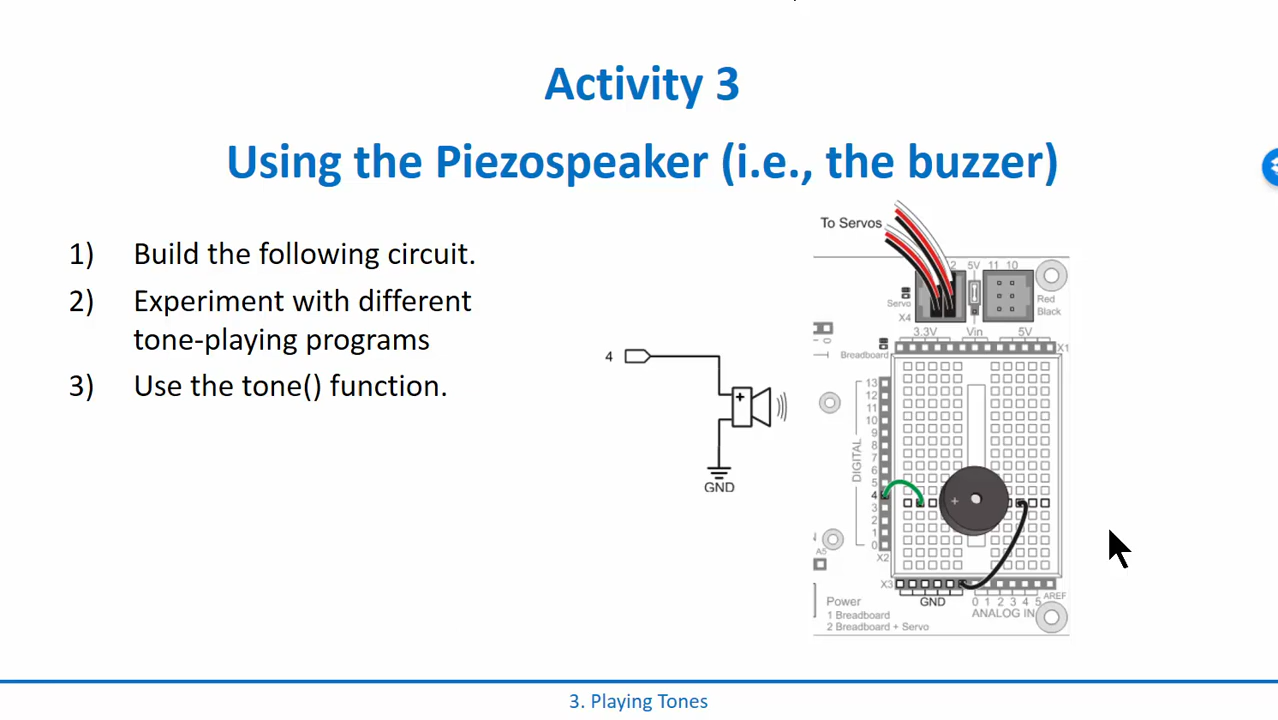 Activity 3
Using the Piezospeaker (i.e., the buzzer)
1) Build the following circuit.
2) Experiment with different
tone-playing programs
3) Use the tone() function.
4
+
GND
To Servos
2 5V 11 10
Servo
X4
Red
Black
3.3V Vin 5V
Breadboard
X1
0
DIGITAL
13
12
11
10
9
8
7
6
5
4
3
2
1
0
X2
+
A5
X3
GND
0 1 2 3 4 5 AREF
ANALOG IN
Power
1 Breadboard
2 Breadboard + Servo
3. Playing Tones